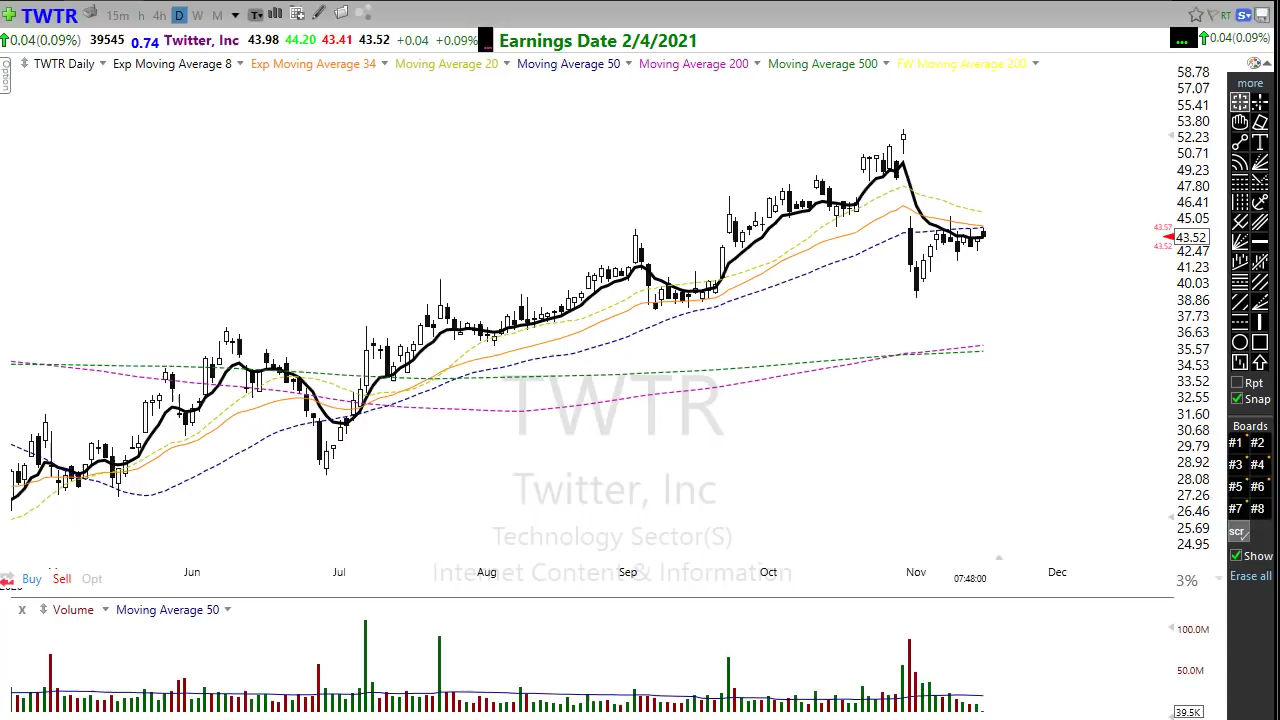 TWTR 15m h 4h D W M T
0.04(0.09%) 39545 0.74 Twitter, Inc 43.98 44.20 43.41 43.52 +0.04 +0.09% Earnings Date 2/4/2021 ... 0.04(0.09%)
RT S
Option
TWTR Daily Exp Moving Average 8 Exp Moving Average 34 Moving Average 20 Moving Average 50 Moving Average 200 Moving Average 500 FW Moving Average 200
58.78
57.07
55.41
53.80
52.23
50.71
49.23
47.80
46.41
45.05
43.57
43.52
43.52
42.47
41.23
40.03
38.86
37.73
36.63
35.57
34.53
33.52
32.55
31.60
30.68
29.79
28.92
28.08
27.26
26.46
25.69
24.95
more
T
Rpt
Snap
Boards
#1 #2
#3 #4
#5 #6
#7 #8
scr
Show
Erase all
TWTR
Twitter, Inc
Technology Sector(S)
Internet Content & Information
Jun Jul Aug Sep Oct Nov Dec
07:48:00
Buy Sell Opt
3%
X Volume Moving Average 50
100.0M
50.0M
39.5K